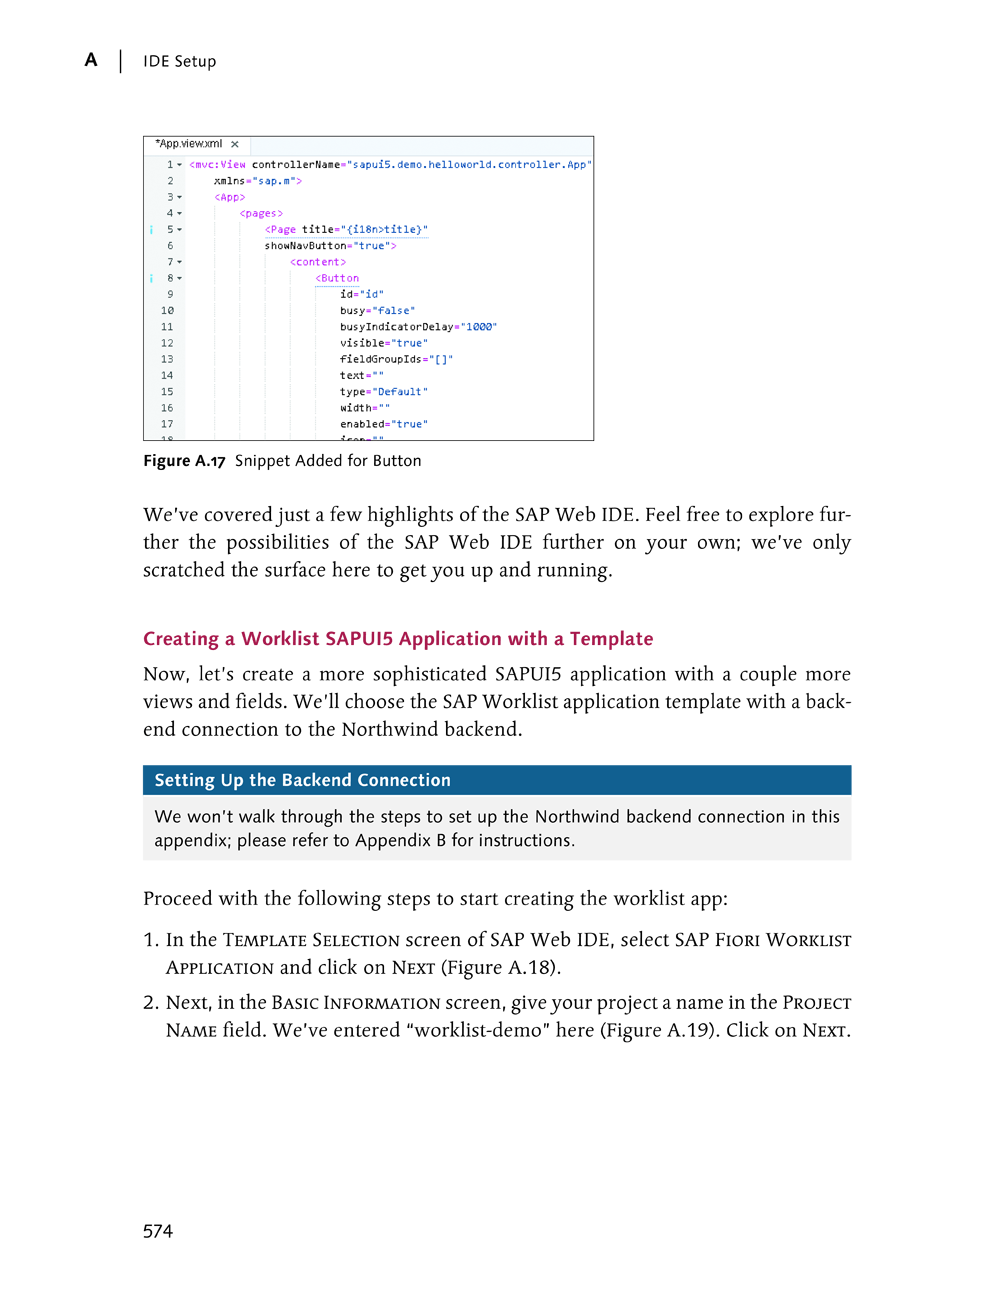 A | IDE Setup
*App.view.xml ×
1 <mvc:View controllerName="sapui5.demo.helloworld.controller.App"
2 xmlns="sap.m">
3 <App>
4 <pages>
5 <Page title="{i18n>title}"
6 showNavButton="true">
7 <content>
8 <Button
9 id="id"
10 busy="false"
11 busyIndicatorDelay="1000"
12 visible="true"
13 fieldGroupIds="[]"
14 text=""
15 type="Default"
16 width=""
17 enabled="true"
18 icon=""
Figure A.17 Snippet Added for Button
We've covered just a few highlights of the SAP Web IDE. Feel free to explore fur-
ther the possibilities of the SAP Web IDE further on your own; we've only
scratched the surface here to get you up and running.
Creating a Worklist SAPUI5 Application with a Template
Now, let's create a more sophisticated SAPUI5 application with a couple more
views and fields. We'll choose the SAP Worklist application template with a back-
end connection to the Northwind backend.
Setting Up the Backend Connection
We won't walk through the steps to set up the Northwind backend connection in this
appendix; please refer to Appendix B for instructions.
Proceed with the following steps to start creating the worklist app:
1. In the Template Selection screen of SAP Web IDE, select SAP Fiori Worklist
Application and click on Next (Figure A.18).
2. Next, in the Basic Information screen, give your project a name in the Project
Name field. We've entered “worklist-demo” here (Figure A.19). Click on Next.
574